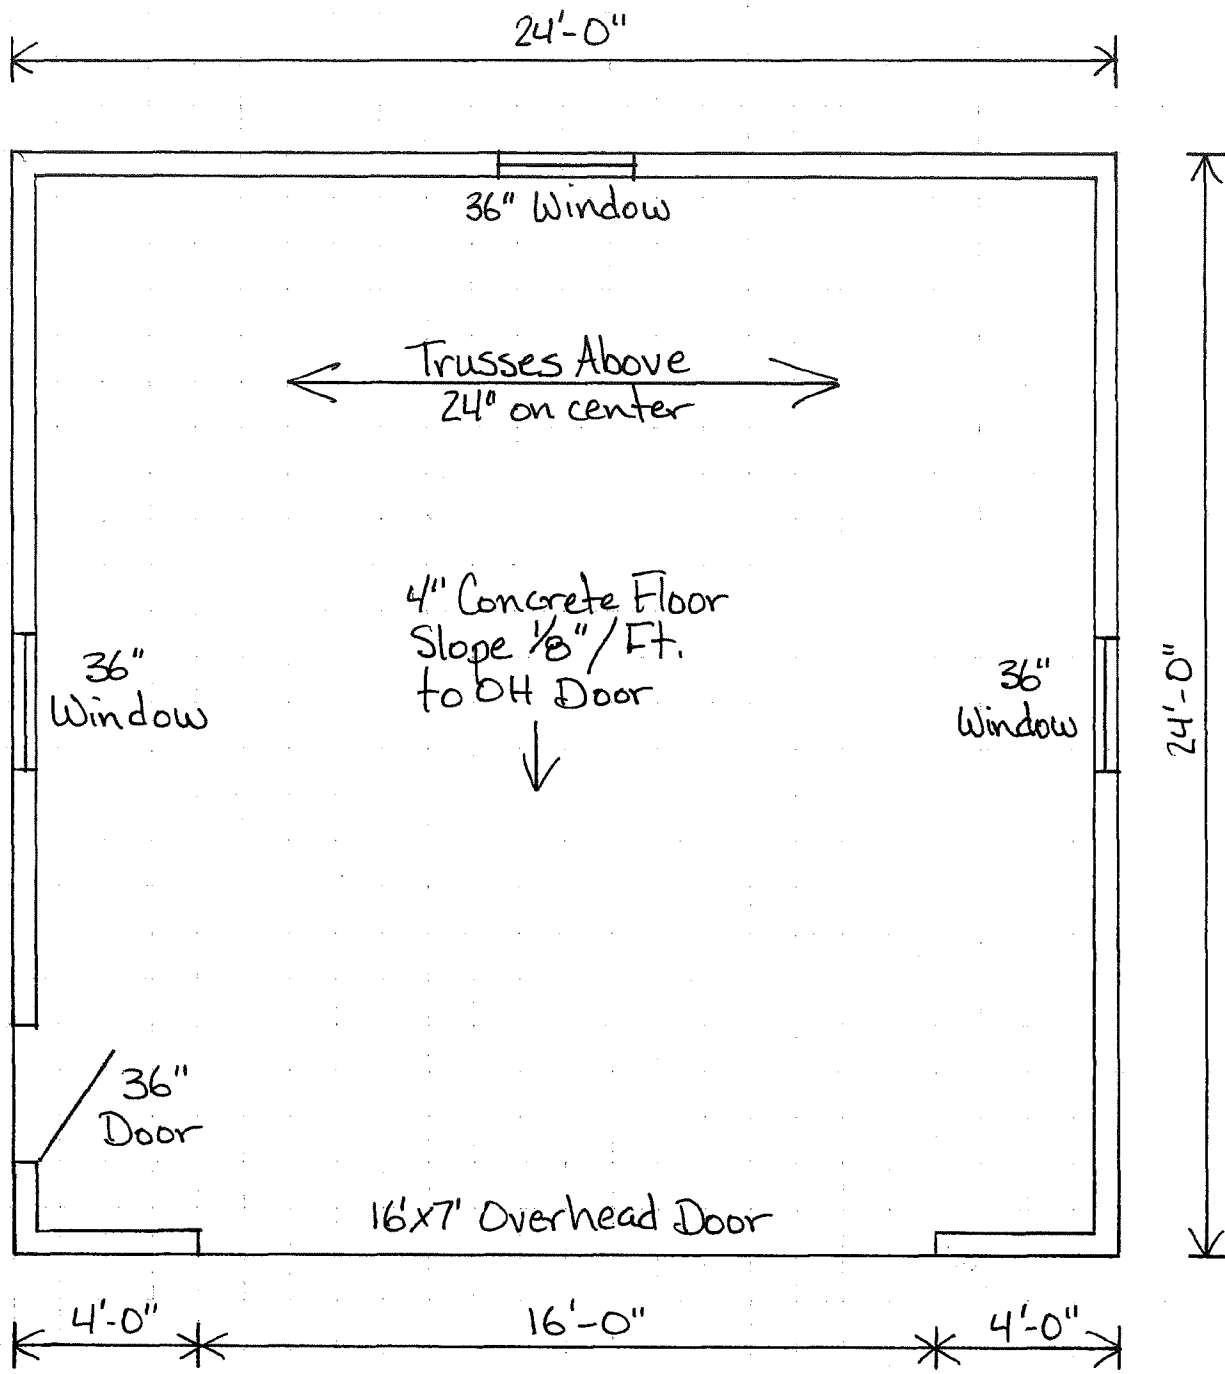 24'-0"
36" Window
Trusses Above
24" on center
4" Concrete Floor
Slope 1/8"/Ft.
to OH Door
36"
Window
36"
Window
24'-0"
36"
Door
16'x7' Overhead Door
4'-0"
16'-0"
4'-0"